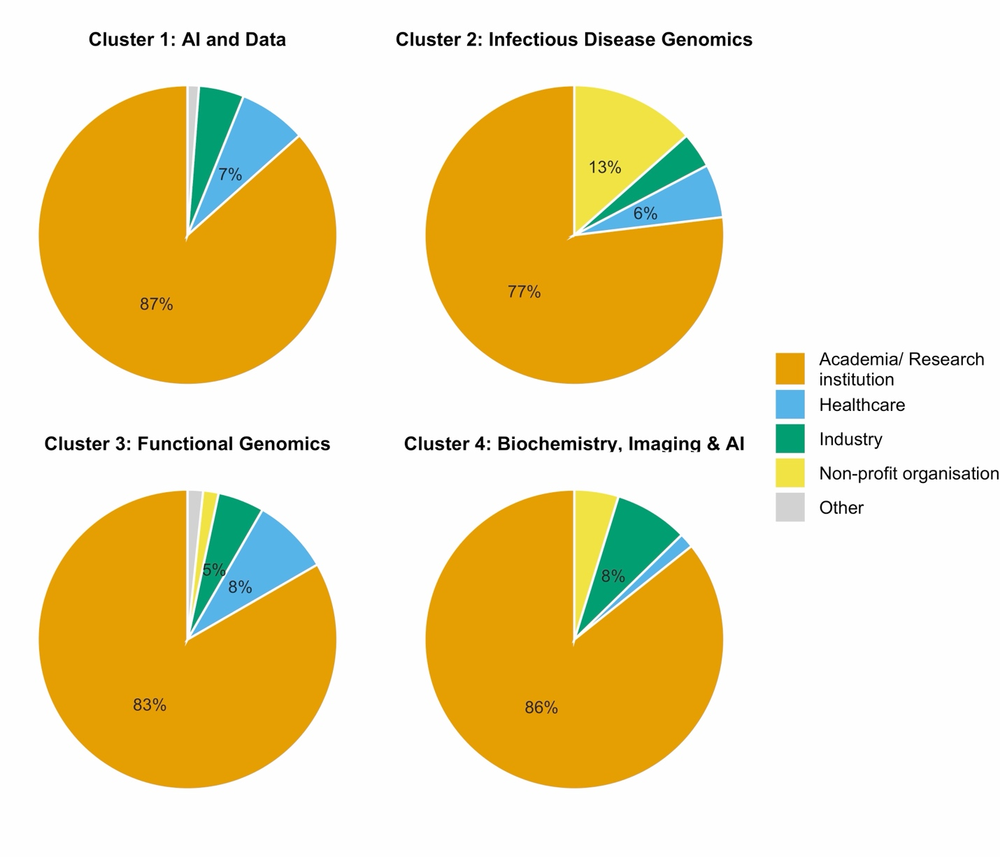 Cluster 1: AI and Data
Cluster 2: Infectious Disease Genomics
7%
87%
13%
6%
77%
Cluster 3: Functional Genomics
Cluster 4: Biochemistry, Imaging & AI
5%
8%
83%
8%
86%
Academia/ Research
institution
Healthcare
Industry
Non-profit organisation
Other